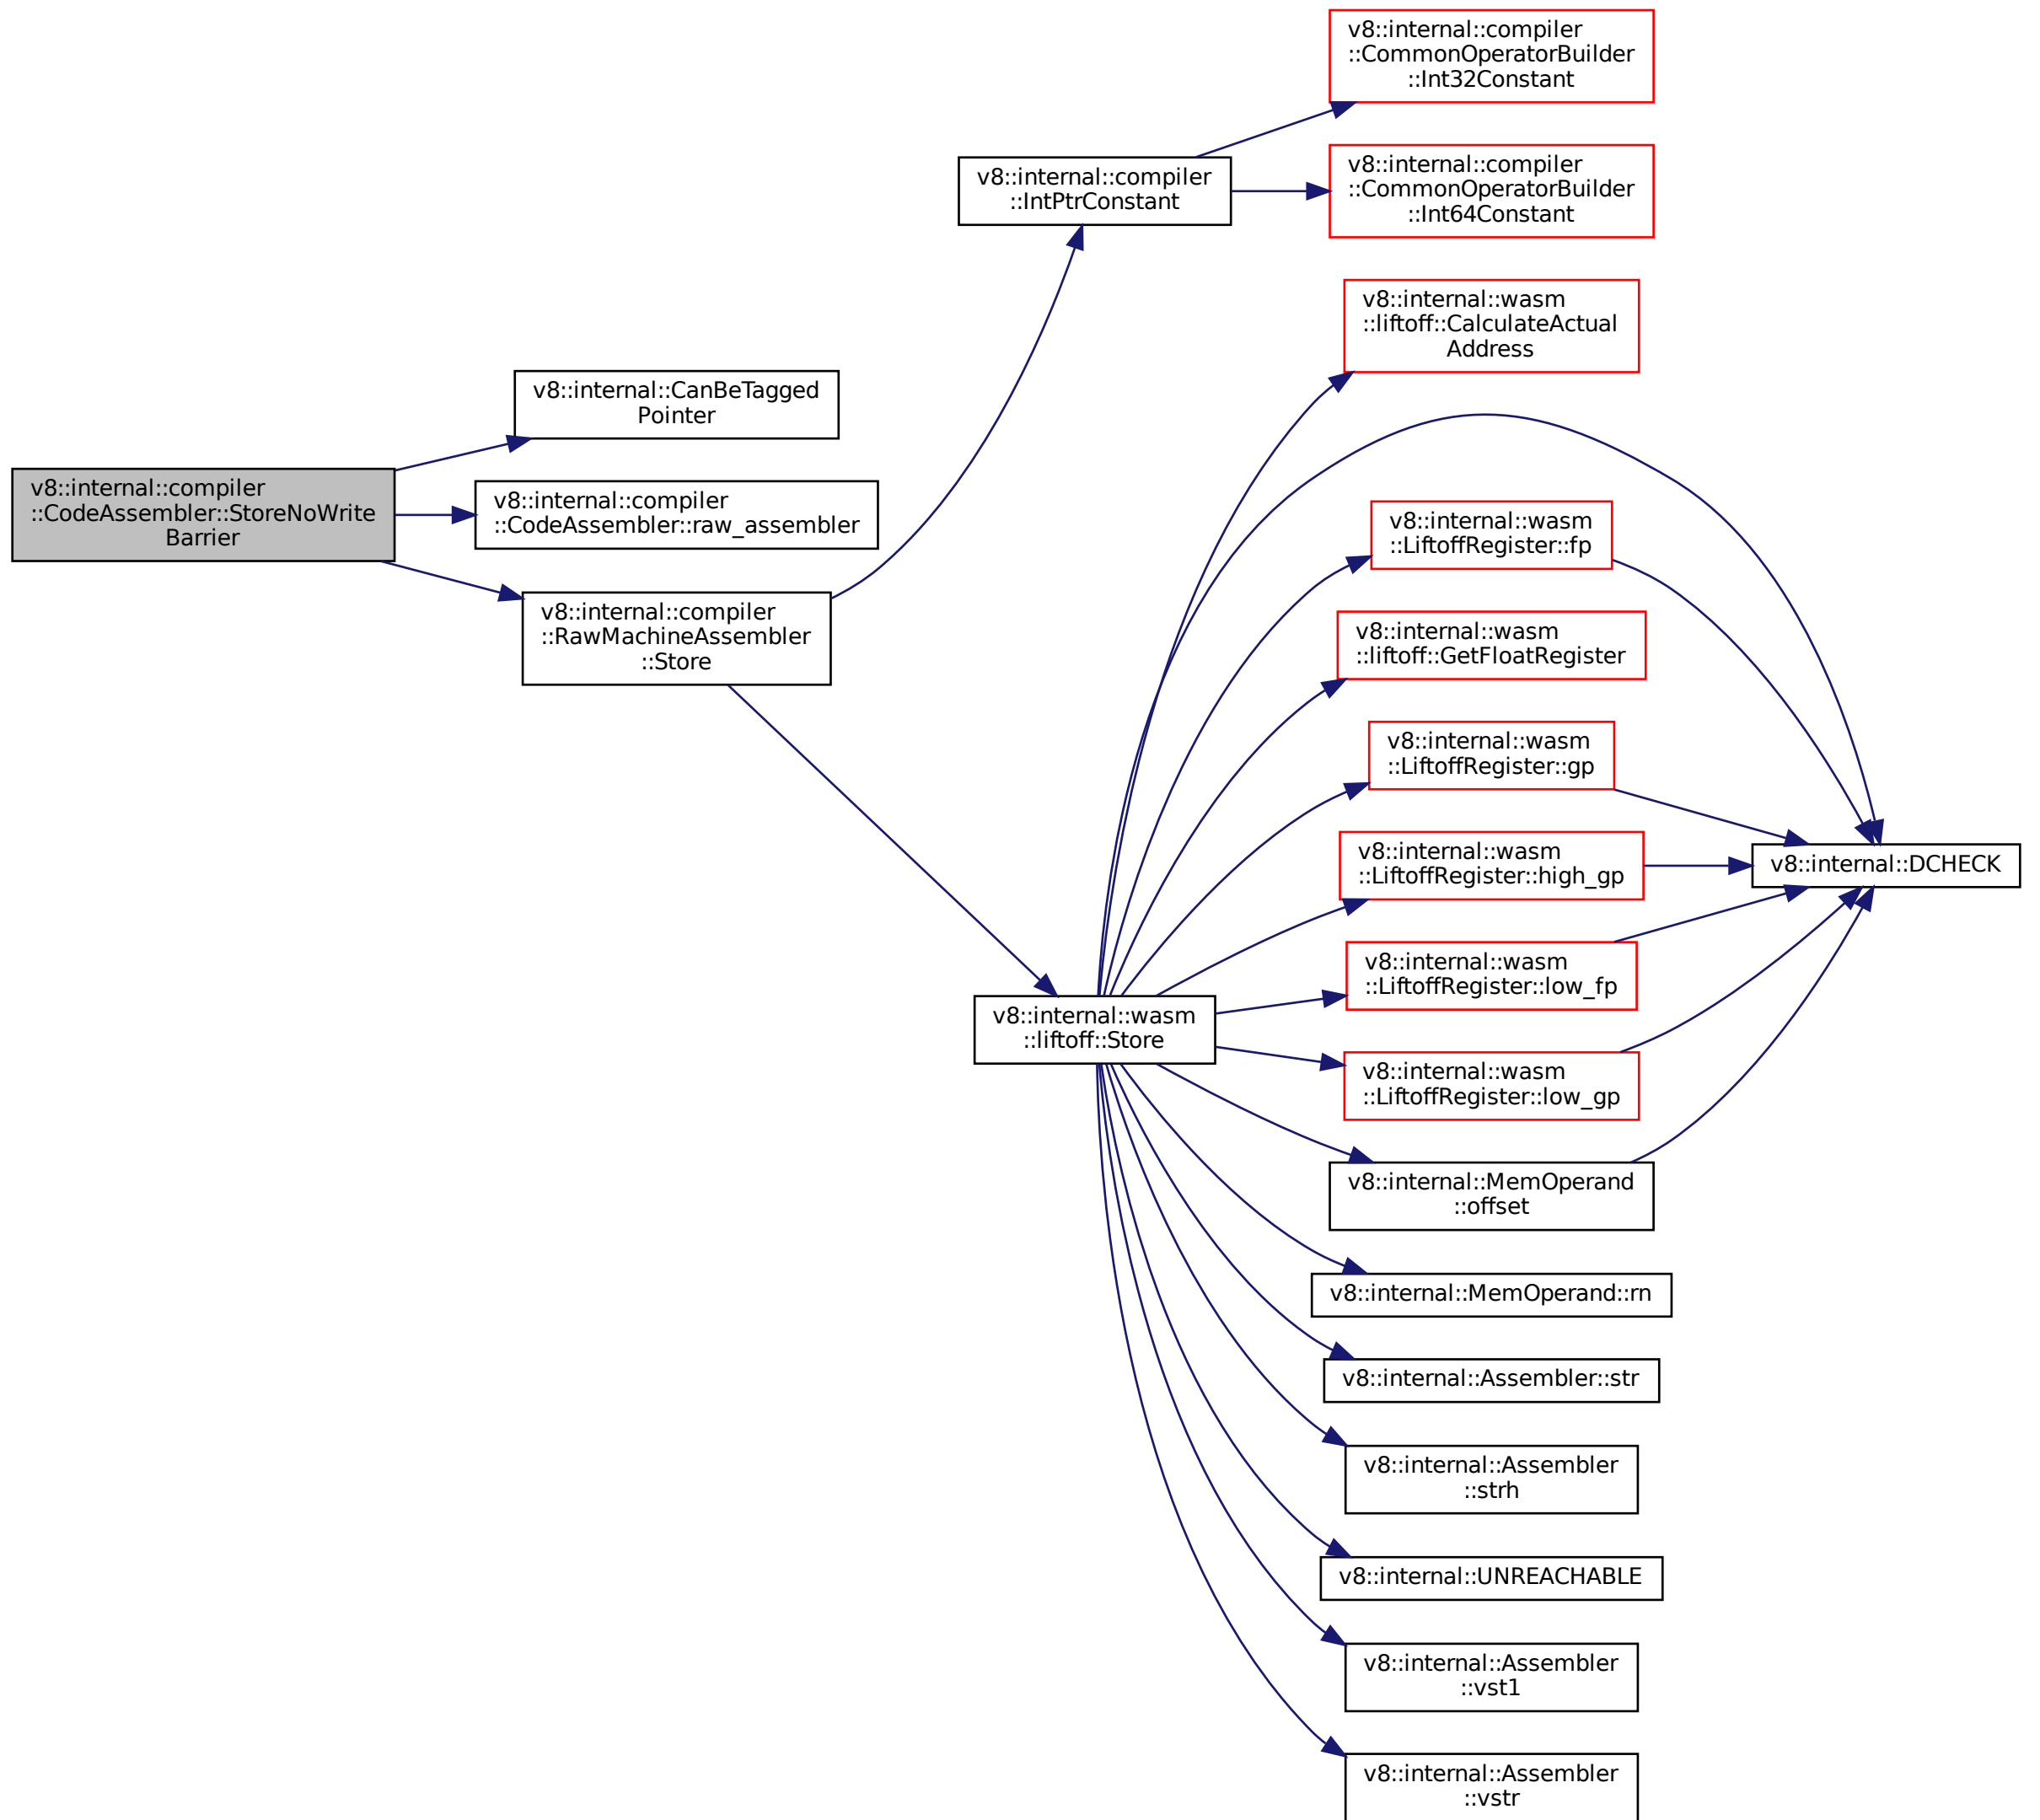 v8::internal::compiler
::CommonOperatorBuilder
::Int32Constant
v8::internal::compiler
::CommonOperatorBuilder
::Int64Constant
v8::internal::compiler
::IntPtrConstant
v8::internal::wasm
::liftoff::CalculateActual
Address
v8::internal::CanBeTagged
Pointer
v8::internal::compiler
::CodeAssembler::StoreNoWrite
Barrier
v8::internal::compiler
::CodeAssembler::raw_assembler
v8::internal::compiler
::RawMachineAssembler
::Store
v8::internal::wasm
::LiftoffRegister::fp
v8::internal::wasm
::liftoff::GetFloatRegister
v8::internal::wasm
::LiftoffRegister::gp
v8::internal::wasm
::LiftoffRegister::high_gp
v8::internal::DCHECK
v8::internal::wasm
::LiftoffRegister::low_fp
v8::internal::wasm
::liftoff::Store
v8::internal::wasm
::LiftoffRegister::low_gp
v8::internal::MemOperand
::offset
v8::internal::MemOperand::rn
v8::internal::Assembler::str
v8::internal::Assembler
::strh
v8::internal::UNREACHABLE
v8::internal::Assembler
::vst1
v8::internal::Assembler
::vstr